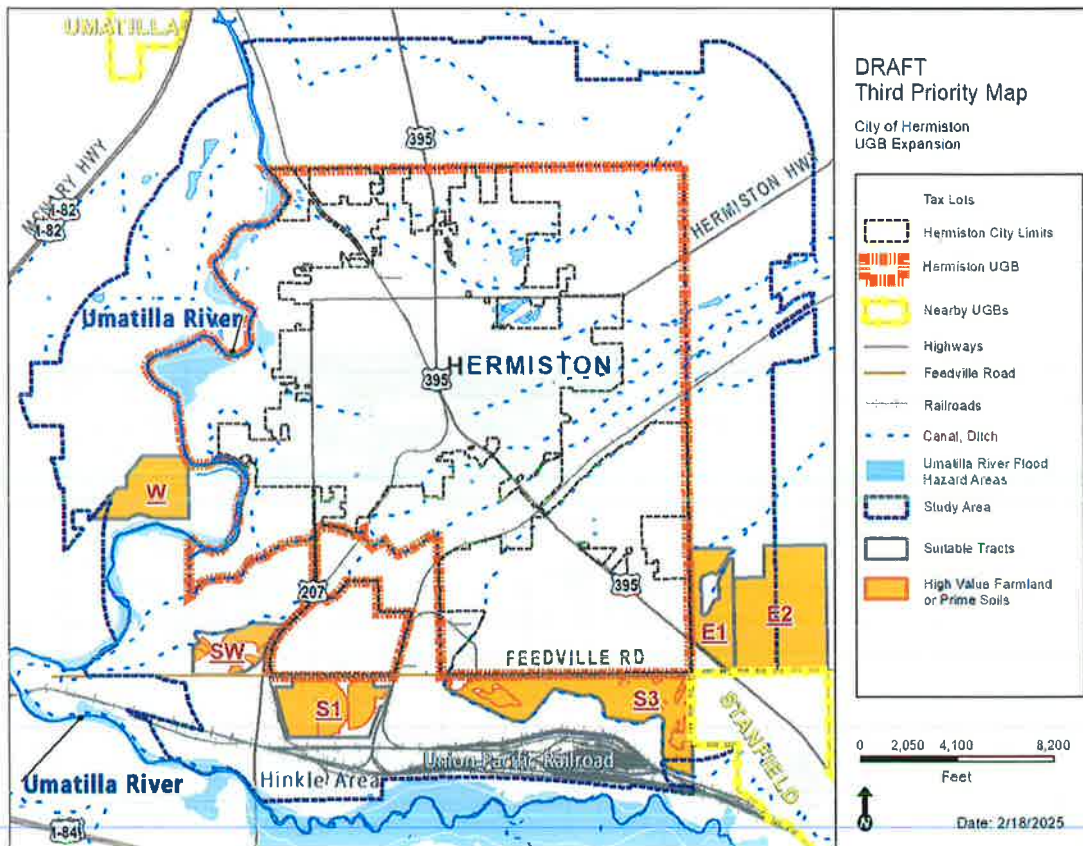 UMATILLA
395
MCNARY HWY
I-82
I-82
HERMISTON HWY
Umatilla River
HERMISTON
395
W
207
395
E1
E2
SW
FEEDVILLE RD
S1
S3
STANFIELD
Union Pacific Railroad
Hinkle Area
Umatilla River
I-84
DRAFT
Third Priority Map
City of Hermiston
UGB Expansion
Tax Lots
Hermiston City Limits
Hermiston UGB
Nearby UGBs
Highways
Feedville Road
Railroads
Canal, Ditch
Umatilla River Flood
Hazard Areas
Study Area
Suitable Tracts
High Value Farmland
or Prime Soils
0 2,050 4,100 8,200
Feet
N
Date: 2/18/2025